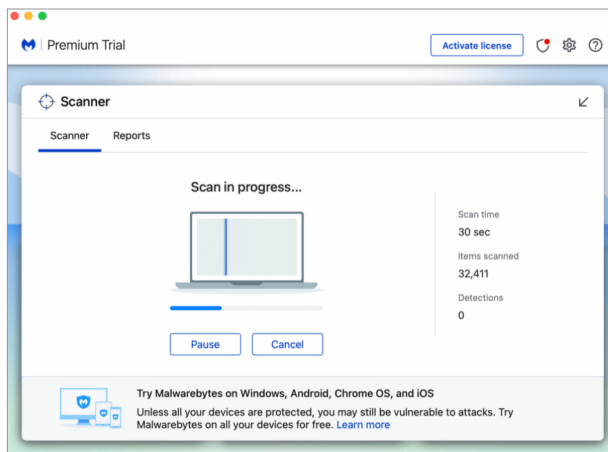 Premium Trial
Activate license
Scanner
Scanner Reports
Scan in progress...
Scan time
30 sec
Items scanned
32,411
Detections
0
Pause Cancel
Try Malwarebytes on Windows, Android, Chrome OS, and iOS
Unless all your devices are protected, you may still be vulnerable to attacks. Try
Malwarebytes on all your devices for free. Learn more